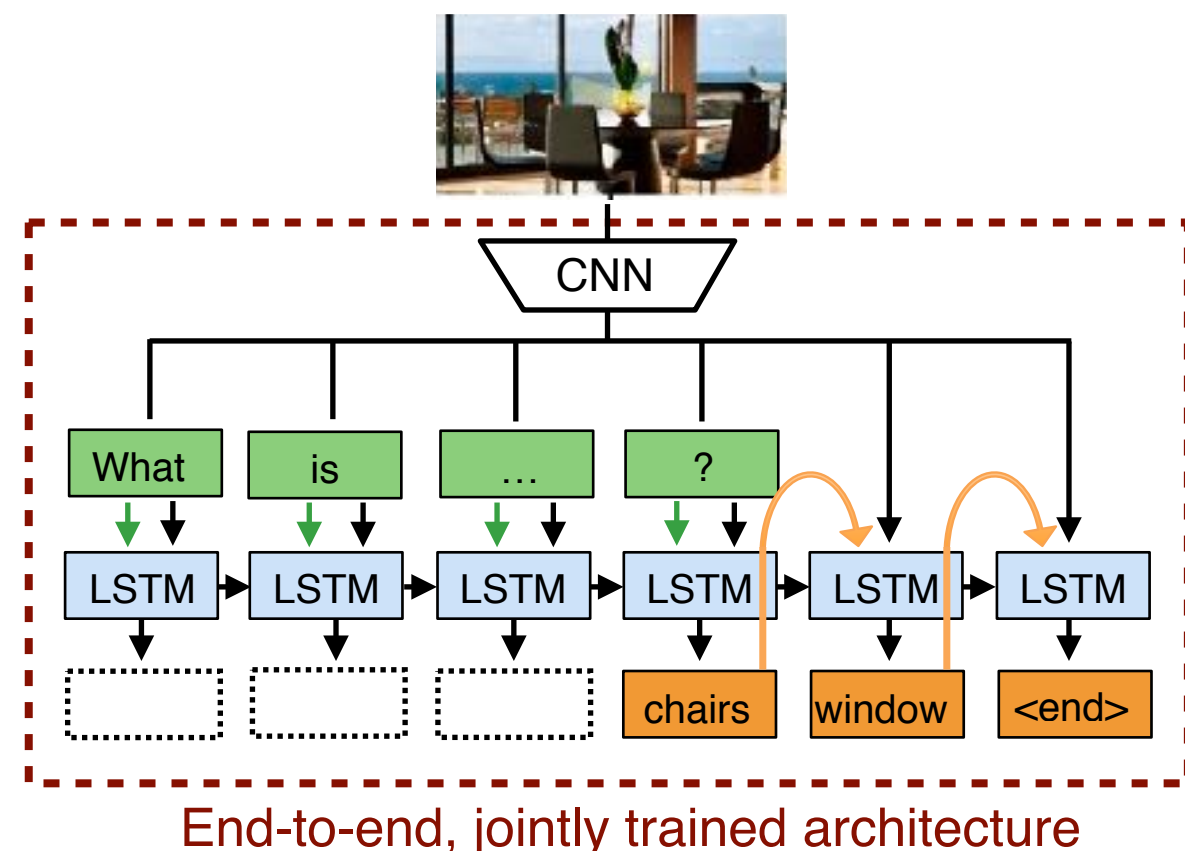 CNN
What is … ?
LSTM LSTM LSTM LSTM LSTM LSTM
chairs window <end>
End-to-end, jointly trained architecture